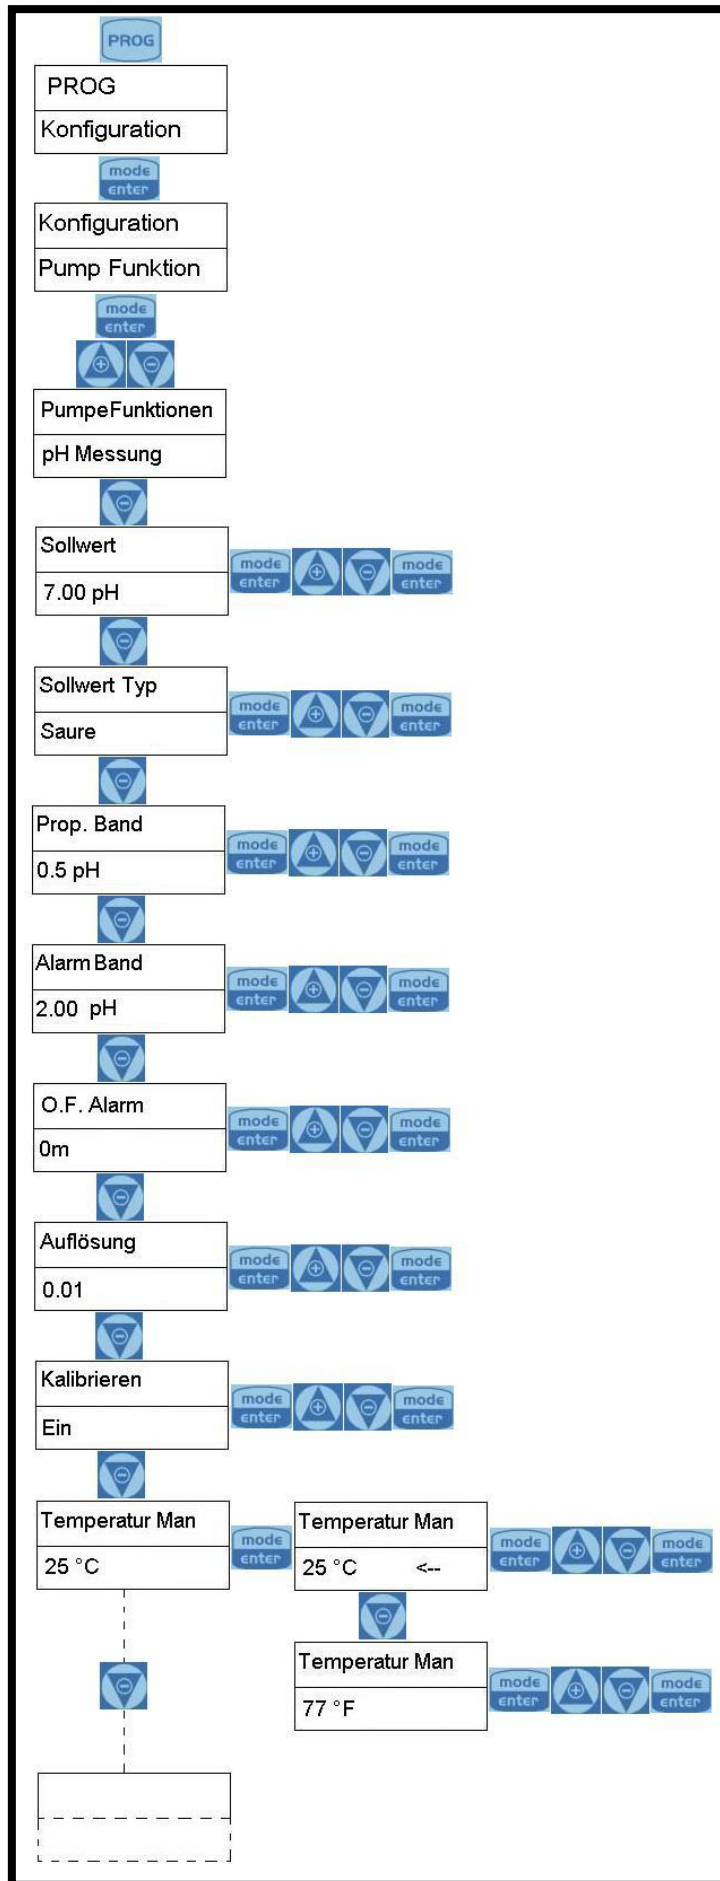 PROG
PROG
Konfiguration
mode
enter
Konfiguration
Pump Funktion
mode
enter
PumpeFunktionen
pH Messung
Sollwert
7.00 pH
mode
enter
mode
enter
Sollwert Typ
Saure
mode
enter
mode
enter
Prop. Band
0.5 pH
mode
enter
mode
enter
Alarm Band
2.00 pH
mode
enter
mode
enter
O.F. Alarm
0m
mode
enter
mode
enter
Auflösung
0.01
mode
enter
mode
enter
Kalibrieren
Ein
mode
enter
mode
enter
Temperatur Man
25 °C
mode
enter
Temperatur Man
25 °C <--
mode
enter
mode
enter
Temperatur Man
77 °F
mode
enter
mode
enter